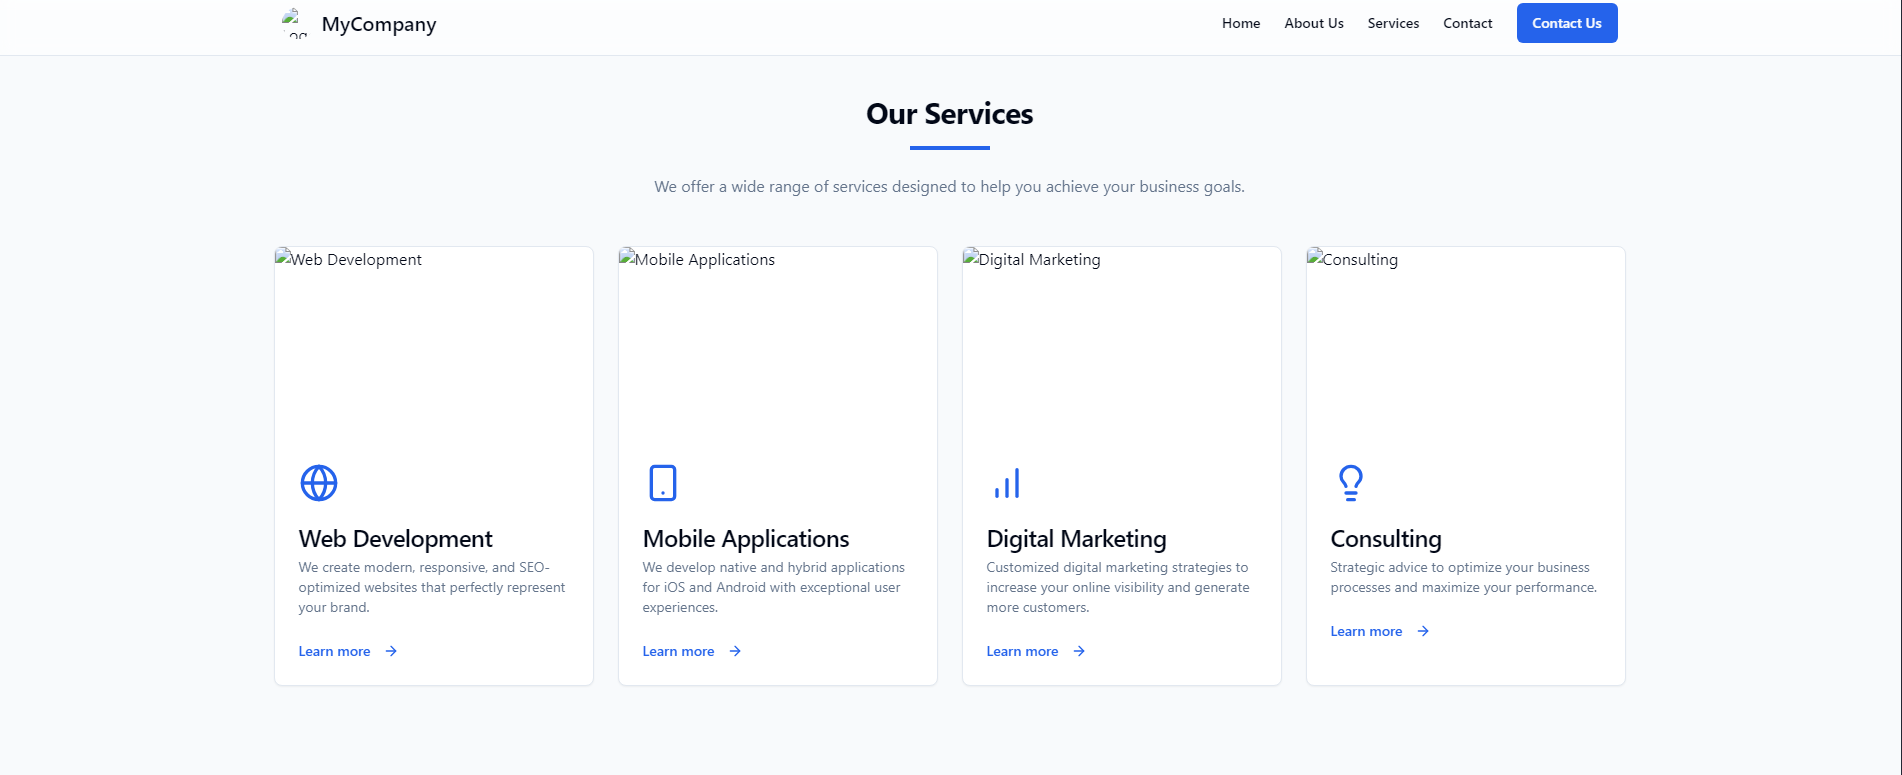 MyCompany
Home
About Us
Services
Contact
Contact Us
Our Services
We offer a wide range of services designed to help you achieve your business goals.
Web Development
Mobile Applications
Digital Marketing
Consulting
Web Development
We create modern, responsive, and SEO-
optimized websites that perfectly represent
your brand.
Learn more
Mobile Applications
We develop native and hybrid applications
for iOS and Android with exceptional user
experiences.
Learn more
Digital Marketing
Customized digital marketing strategies to
increase your online visibility and generate
more customers.
Learn more
Consulting
Strategic advice to optimize your business
processes and maximize your performance.
Learn more